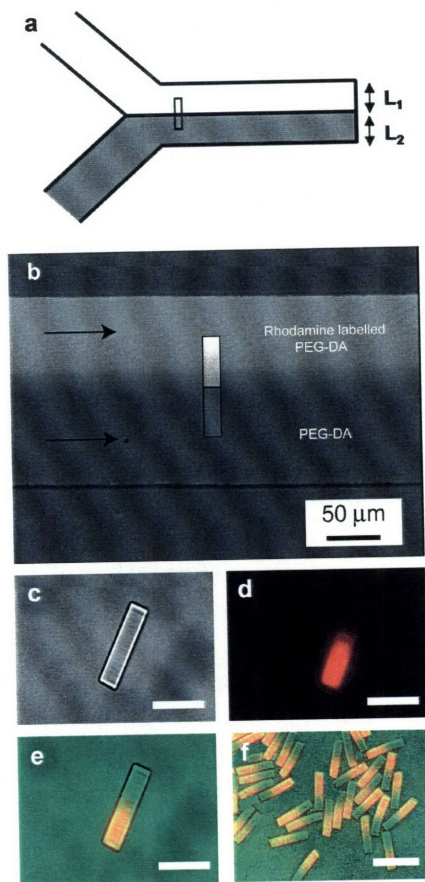 a
L1
L2
b
Rhodamine labelled
PEG-DA
PEG-DA
50 μm
c
d
e
f